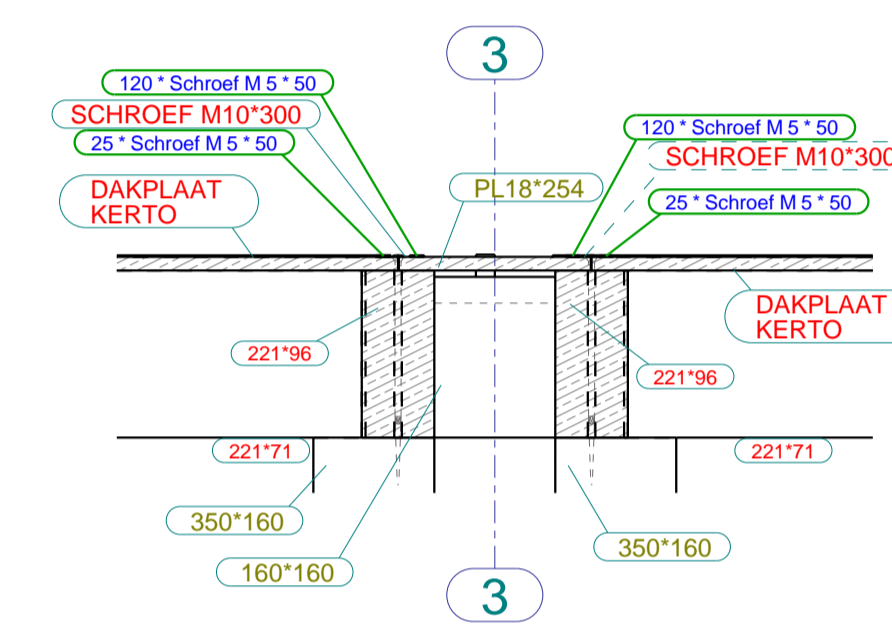 3
120 * Schroef M 5 * 50
SCHROEF M10*300
25 * Schroef M 5 * 50
DAKPLAAT
KERTO
PL18*254
120 * Schroef M 5 * 50
SCHROEF M10*300
25 * Schroef M 5 * 50
DAKPLAAT
KERTO
221*96
221*96
221*71
221*71
350*160
350*160
160*160
3